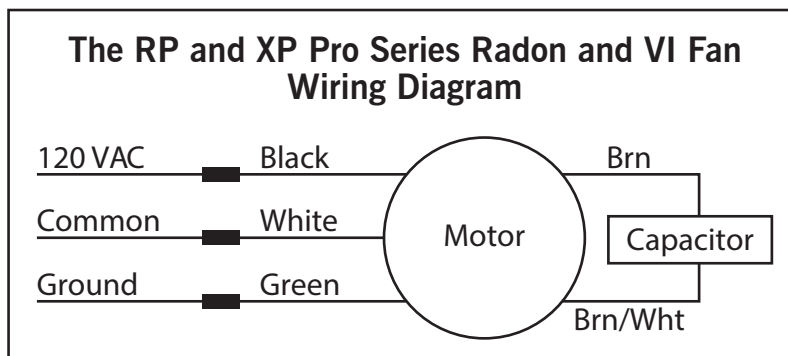 The RP and XP Pro Series Radon and VI Fan
Wiring Diagram
120 VAC
Black
Brn
Common
White
Motor
Capacitor
Ground
Green
Brn/Wht